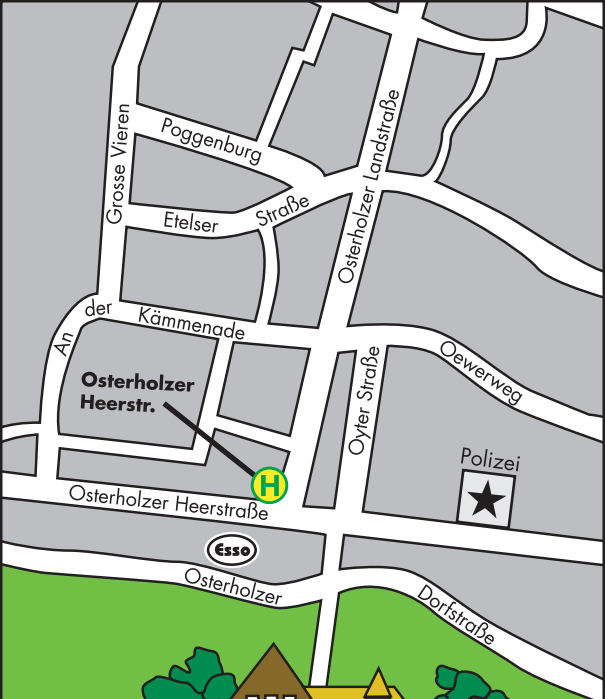 Poggenburg
Grosse Vieren
Etelser Straße
Osterholzer Landstraße
An der Kämmenade
Oewerweg
Oyter Straße
Osterholzer
Heerstr.
Polizei
H
Osterholzer Heerstraße
Esso
Osterholzer Dorfstraße